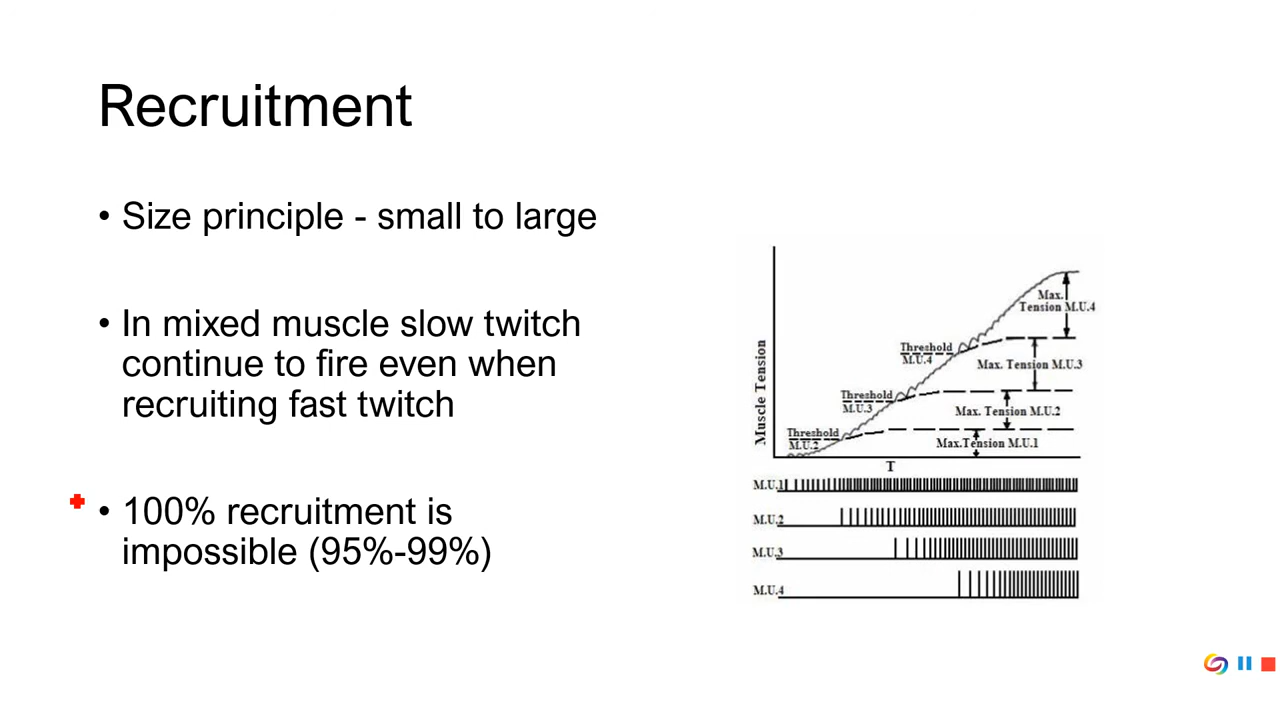 Recruitment
• Size principle - small to large
• In mixed muscle slow twitch
continue to fire even when
recruiting fast twitch
• 100% recruitment is
impossible (95%-99%)
Muscle Tension
Max.
Tension M.U.4
Threshold
M.U.4
Max. Tension M.U.3
Threshold
M.U.3
Max. Tension M.U.2
Threshold
M.U.2
Max.Tension M.U.1
T
M.U.1
M.U.2
M.U.3
M.U.4